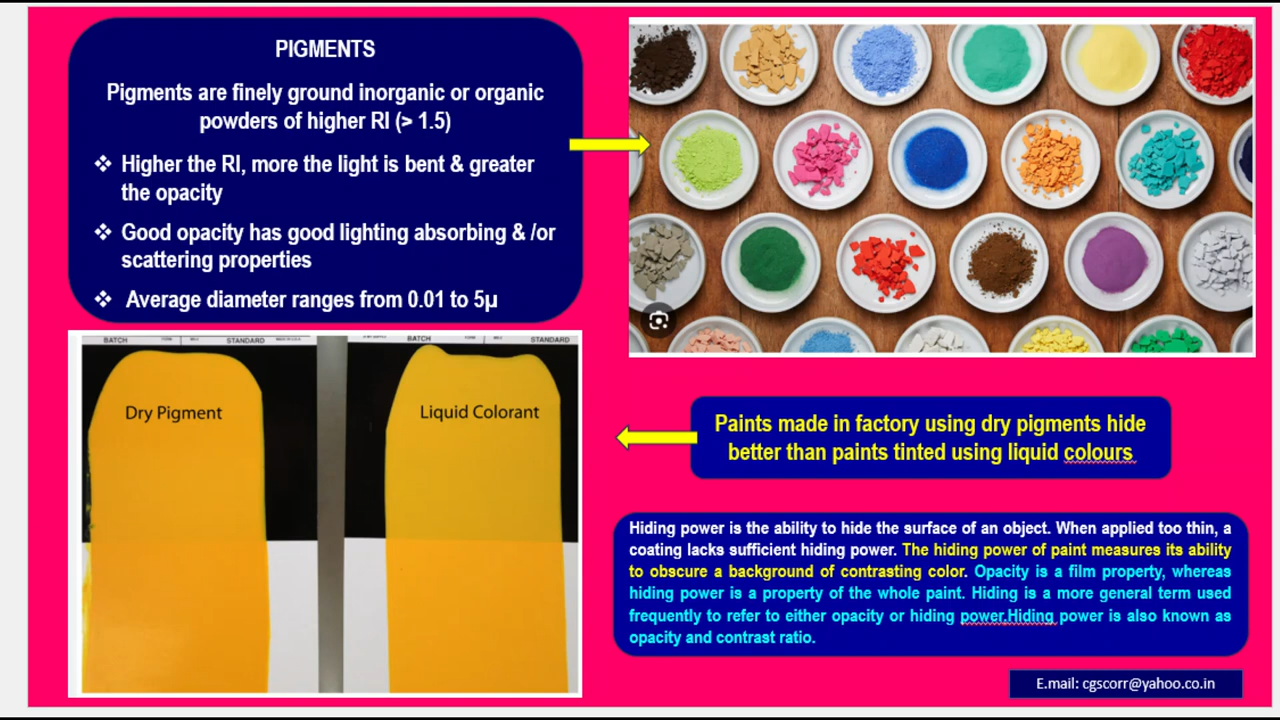 PIGMENTS
Pigments are finely ground inorganic or organic
powders of higher RI (> 1.5)
❖ Higher the RI, more the light is bent & greater
the opacity
❖ Good opacity has good lighting absorbing & /or
scattering properties
❖ Average diameter ranges from 0.01 to 5µ
BATCH STANDARD
BATCH STANDARD
Dry Pigment
Liquid Colorant
Paints made in factory using dry pigments hide
better than paints tinted using liquid colours
Hiding power is the ability to hide the surface of an object. When applied too thin, a
coating lacks sufficient hiding power. The hiding power of paint measures its ability
to obscure a background of contrasting color. Opacity is a film property, whereas
hiding power is a property of the whole paint. Hiding is a more general term used
frequently to refer to either opacity or hiding power.Hiding power is also known as
opacity and contrast ratio.
E.mail: cgscorr@yahoo.co.in